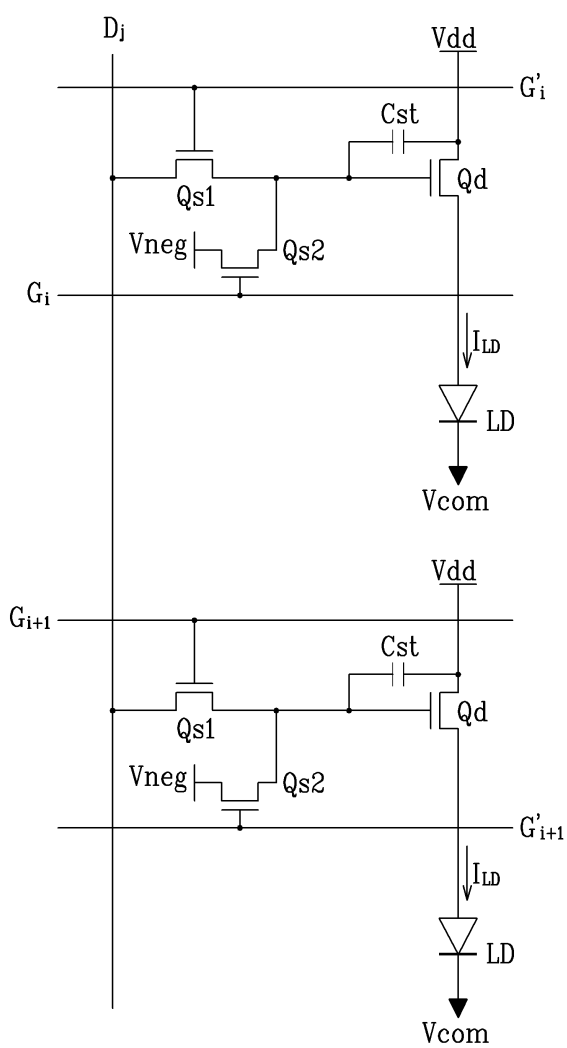 Dj
Vdd
G'i
Cst
Qs1
Qd
Vneg
Qs2
Gi
ILD
LD
Vcom
Vdd
Gi+1
Cst
Qs1
Qd
Vneg
Qs2
G'i+1
ILD
LD
Vcom